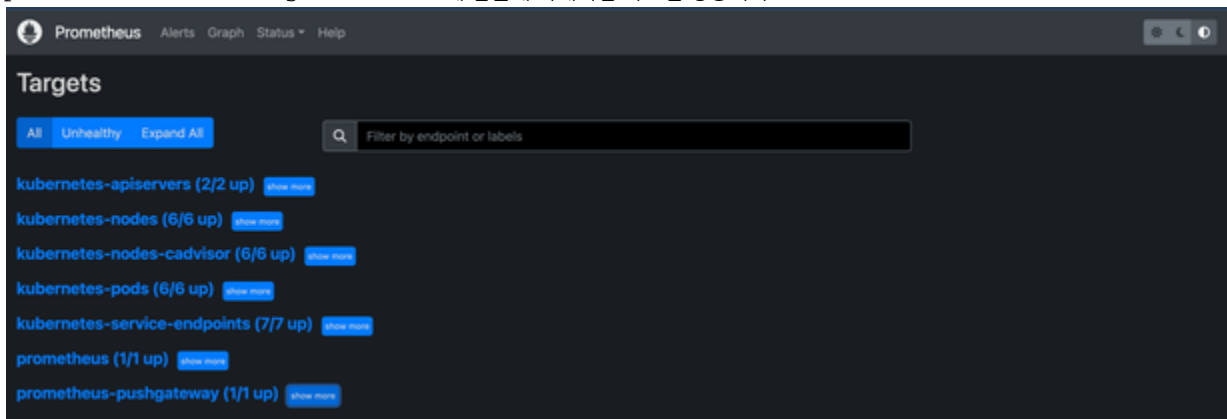 Prometheus Alerts Graph Status Help
Targets
All Unhealthy Expand All
Filter by endpoint or labels
kubernetes-apiservers (2/2 up) show more
kubernetes-nodes (6/6 up) show more
kubernetes-nodes-cadvisor (6/6 up) show more
kubernetes-pods (6/6 up) show more
kubernetes-service-endpoints (7/7 up) show more
prometheus (1/1 up) show more
prometheus-pushgateway (1/1 up) show more